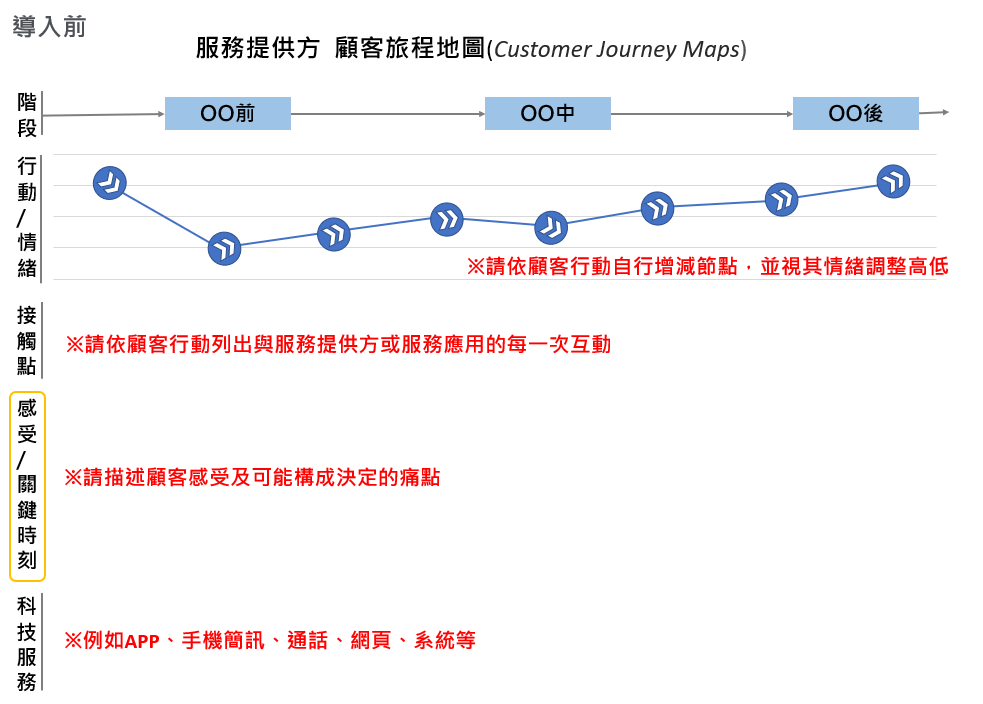 導入前
服務提供方 顧客旅程地圖(Customer Journey Maps)
階段
OO前
OO中
OO後
行動/情緒
※請依顧客行動自行增減節點，並視其情緒調整高低
接觸點
※請依顧客行動列出與服務提供方或服務應用的每一次互動
感受/關鍵時刻
※請描述顧客感受及可能構成決定的痛點
科技服務
※例如APP、手機簡訊、通話、網頁、系統等